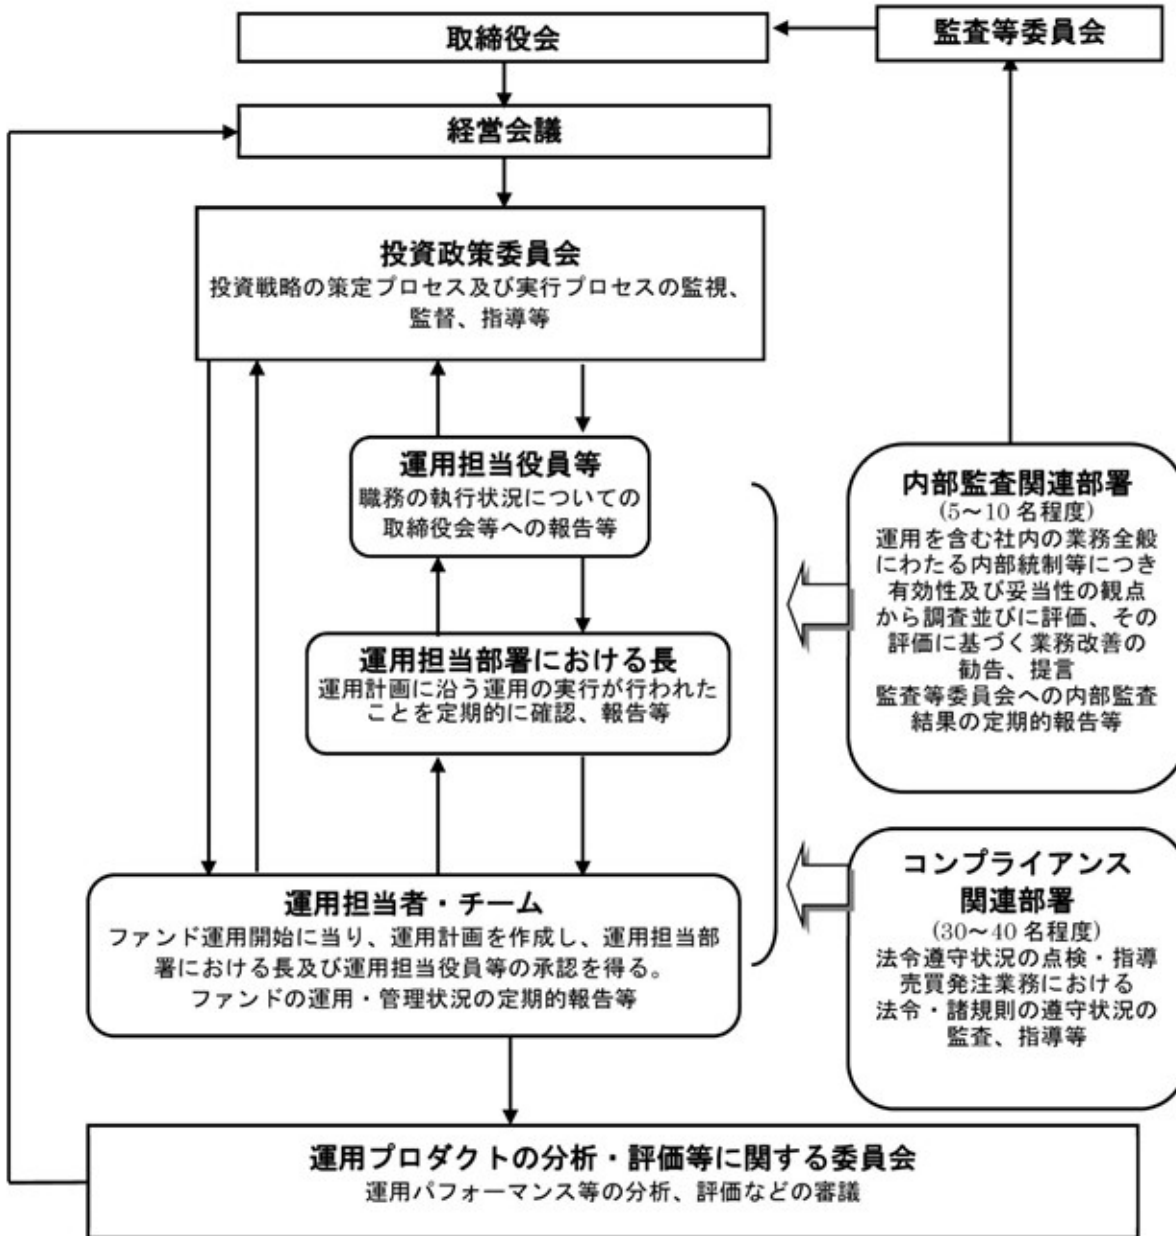 取締役会
監査等委員会
経営会議
投資政策委員会
投資戦略の策定プロセス及び実行プロセスの監視、
監督、指導等
運用担当役員等
職務の執行状況についての
取締役会等への報告等
運用担当部署における長
運用計画に沿う運用の実行が行われた
ことを定期的に確認、報告等
内部監査関連部署
(5～10 名程度)
運用を含む社内の業務全般
にわたる内部統制等につき
有効性及び妥当性の観点
から調査並びに評価、その
評価に基づく業務改善の
勧告、提言
監査等委員会への内部監査
結果の定期的報告等
運用担当者・チーム
ファンド運用開始に当り、運用計画を作成し、運用担当部
署における長及び運用担当役員等の承認を得る。
ファンドの運用・管理状況の定期的報告等
コンプライアンス
関連部署
(30～40 名程度)
法令遵守状況の点検・指導
売買発注業務における
法令・諸規則の遵守状況の
監査、指導等
運用プロダクトの分析・評価等に関する委員会
運用パフォーマンス等の分析、評価などの審議